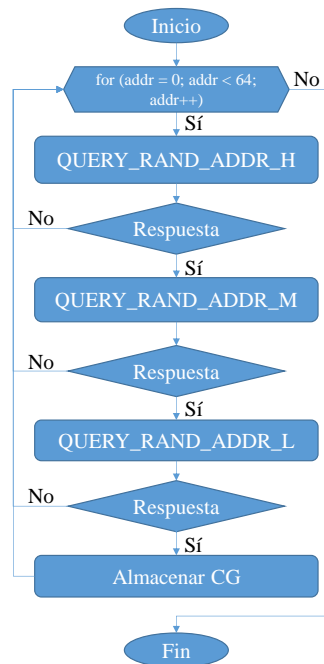 Inicio
for (addr = 0; addr < 64;
addr++)
No
Sí
QUERY_RAND_ADDR_H
No
Respuesta
Sí
QUERY_RAND_ADDR_M
No
Respuesta
Sí
QUERY_RAND_ADDR_L
No
Respuesta
Sí
Almacenar CG
Fin